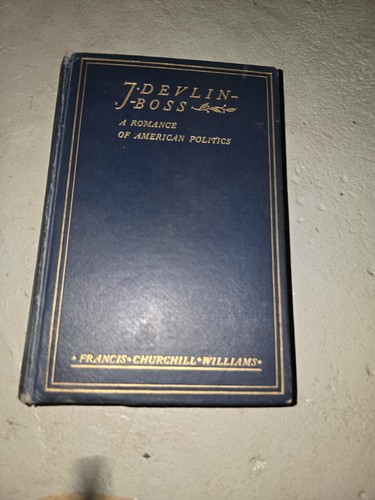 J·DEVLIN-
-BOSS
A ROMANCE
OF AMERICAN POLITICS
•FRANCIS•CHURCHILL•WILLIAMS•